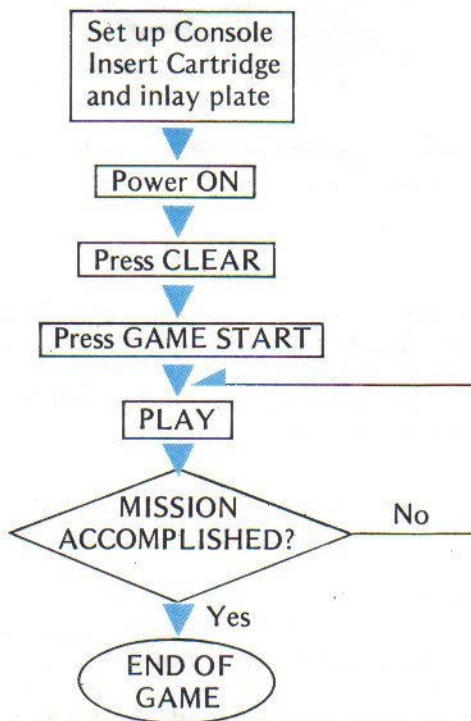 Set up Console
Insert Cartridge
and inlay plate
Power ON
Press CLEAR
Press GAME START
PLAY
MISSION
ACCOMPLISHED?
No
Yes
END OF
GAME